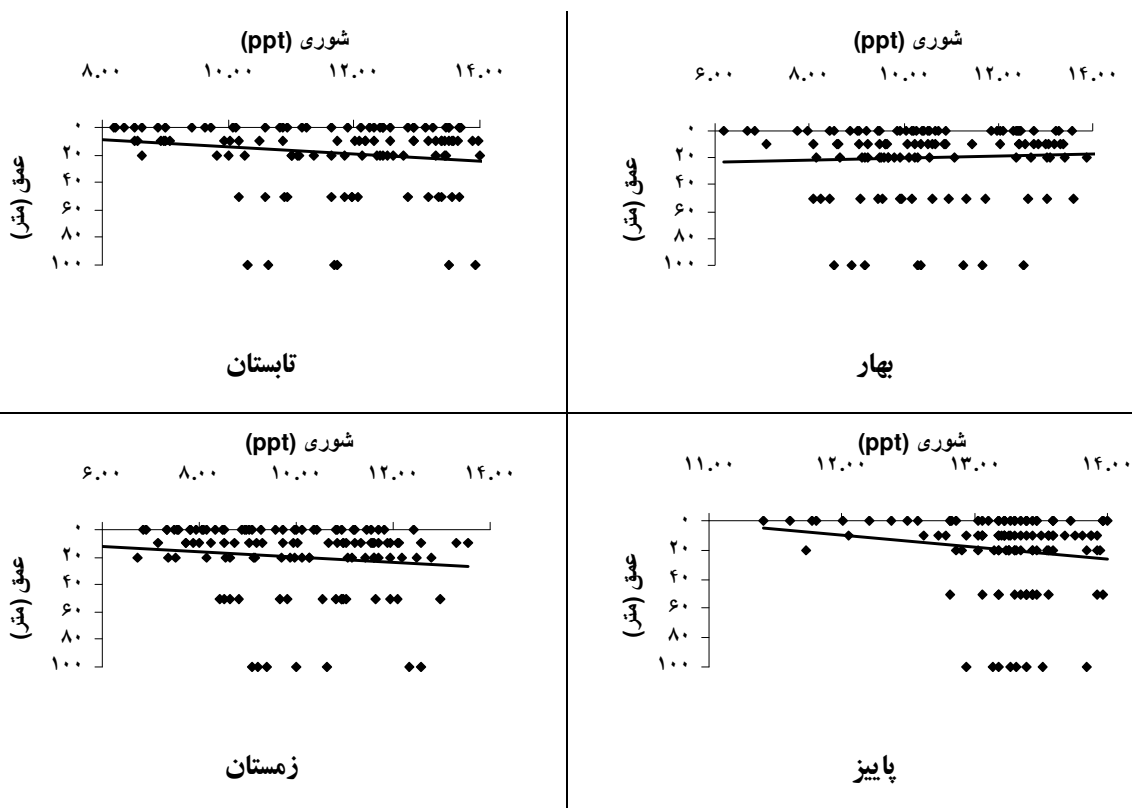 شوری (ppt)
۶.۰۰ ۸.۰۰ ۱۰.۰۰ ۱۲.۰۰ ۱۴.۰۰
۰
۲۰
۴۰
۶۰
۸۰
۱۰۰
عمق (متر)
بهار
شوری (ppt)
۸.۰۰ ۱۰.۰۰ ۱۲.۰۰ ۱۴.۰۰
۰
۲۰
۴۰
۶۰
۸۰
۱۰۰
عمق (متر)
تابستان
شوری (ppt)
۱۱.۰۰ ۱۲.۰۰ ۱۳.۰۰ ۱۴.۰۰
۰
۲۰
۴۰
۶۰
۸۰
۱۰۰
عمق (متر)
پاییز
شوری (ppt)
۶.۰۰ ۸.۰۰ ۱۰.۰۰ ۱۲.۰۰ ۱۴.۰۰
۰
۲۰
۴۰
۶۰
۸۰
۱۰۰
عمق (متر)
زمستان